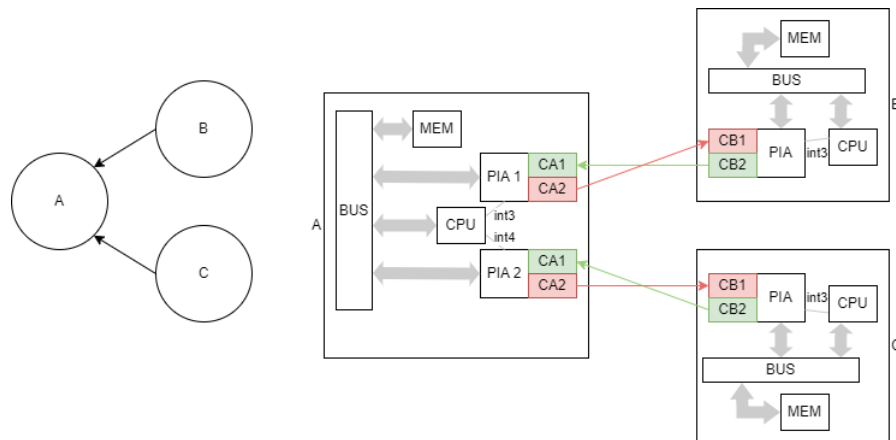 B
A
C
A
BUS
MEM
PIA 1
CA1
CA2
CPU
int3
int4
PIA 2
CA1
CA2
MEM
BUS
CB1
CB2
PIA
int3
CPU
CB1
CB2
PIA
int3
CPU
BUS
MEM